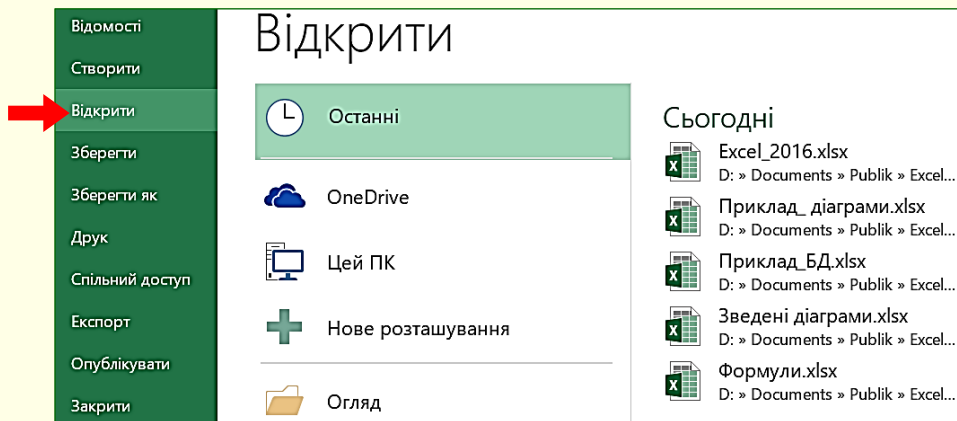 Відомості
Створити
Відкрити
Зберегти
Зберегти як
Друк
Спільний доступ
Експорт
Опублікувати
Закрити
Відкрити
Останні
OneDrive
Цей ПК
Нове розташування
Огляд
Сьогодні
Excel_2016.xlsx
D: » Documents » Publik » Excel...
Приклад_ діаграми.xlsx
D: » Documents » Publik » Excel...
Приклад_БД.xlsx
D: » Documents » Publik » Excel...
Зведені діаграми.xlsx
D: » Documents » Publik » Excel...
Формули.xlsx
D: » Documents » Publik » Excel...